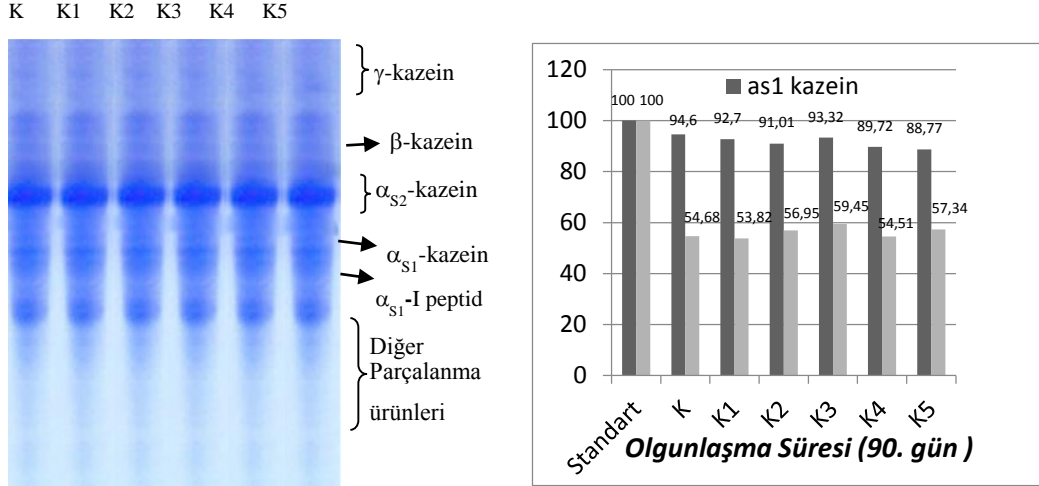 K K1 K2 K3 K4 K5
γ-kazein
β-kazein
αS2-kazein
αS1-kazein
αS1-I peptid
Diğer
Parçalanma
ürünleri
120
100
80
60
40
20
0
as1 kazein
100 100
94,6
92,7
91,01
93,32
89,72
88,77
54,68
53,82
56,95
59,45
54,51
57,34
Standart K K1 K2 K3 K4 K5
Olgunlaşma Süresi (90. gün )